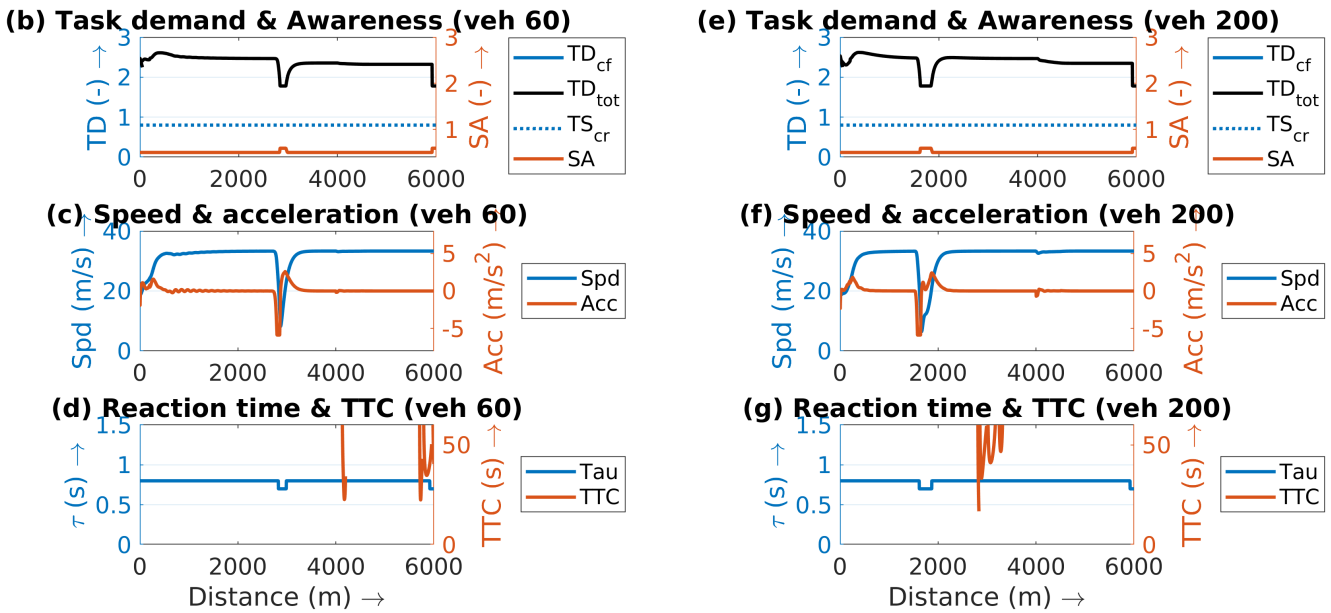 (b) Task demand & Awareness (veh 60)
TD (-) →
3
2
1
0
SA (-) →
3
2
1
0 2000 4000 6000
TD_cf
TD_tot
TS_cr
SA
(c) Speed & acceleration (veh 60)
Spd (m/s) →
40
20
0
Acc (m/s²) →
5
0
-5
0 2000 4000 6000
Spd
Acc
(d) Reaction time & TTC (veh 60)
τ (s) →
1.5
1
0.5
0
TTC (s) →
50
0
0 2000 4000 6000
Distance (m) →
Tau
TTC
(e) Task demand & Awareness (veh 200)
TD (-) →
3
2
1
0
SA (-) →
3
2
1
0 2000 4000 6000
TD_cf
TD_tot
TS_cr
SA
(f) Speed & acceleration (veh 200)
Spd (m/s) →
40
20
0
Acc (m/s²) →
5
0
-5
0 2000 4000 6000
Spd
Acc
(g) Reaction time & TTC (veh 200)
τ (s) →
1.5
1
0.5
0
TTC (s) →
50
0
0 2000 4000 6000
Distance (m) →
Tau
TTC